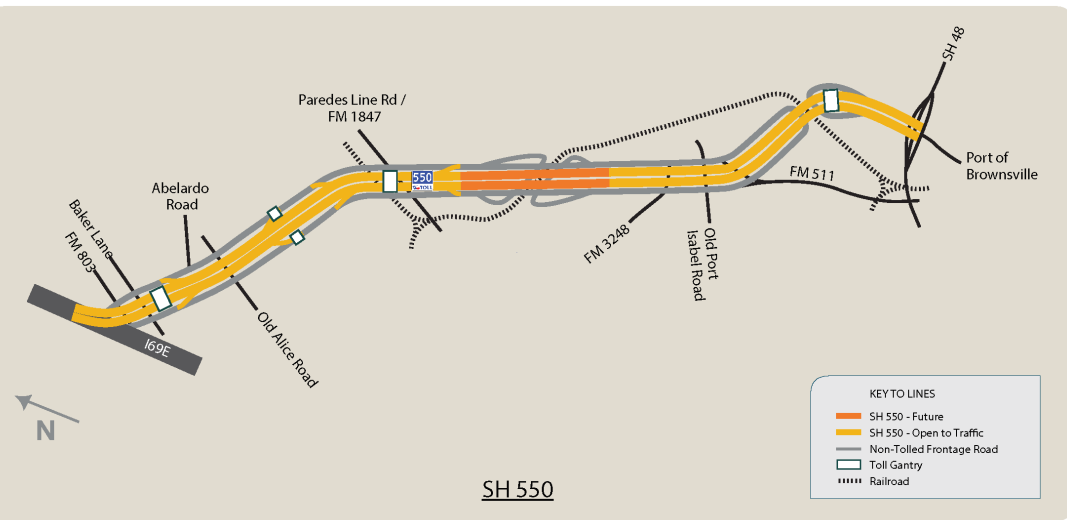 SH 48
Paredes Line Rd /
FM 1847
Port of
Brownsville
FM 511
550
TOLL
Abelardo
Road
Baker Lane
FM 803
FM 3248
Old Port
Isabel Road
Old Alice Road
I69E
N
KEY TO LINES
SH 550 - Future
SH 550 - Open to Traffic
Non-Tolled Frontage Road
Toll Gantry
Railroad
SH 550